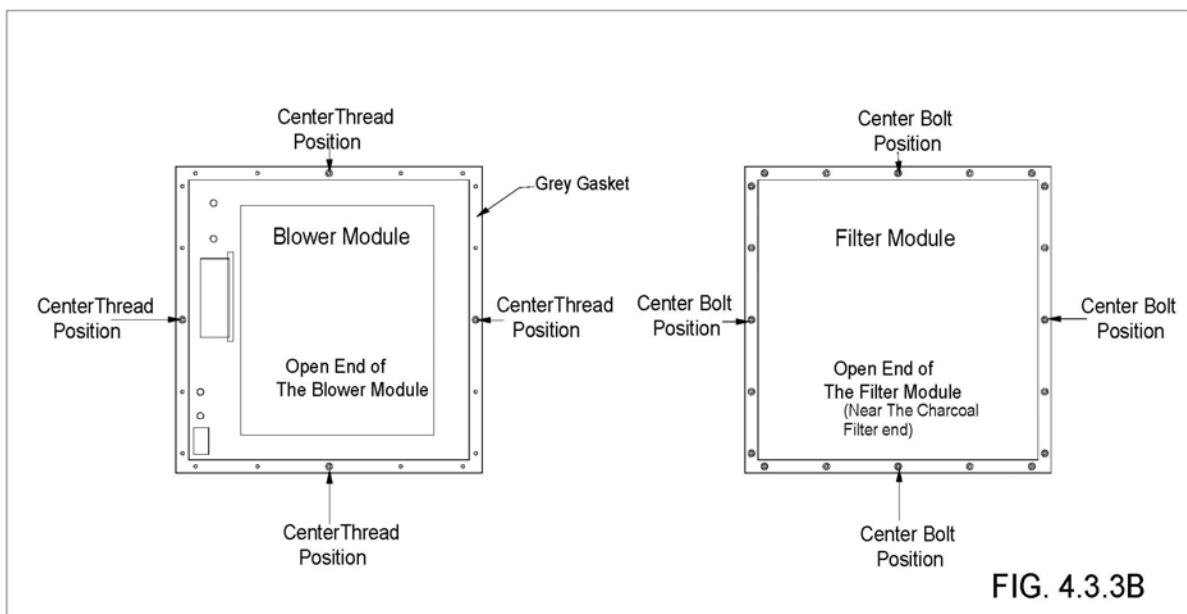 CenterThread
Position
Grey Gasket
Blower Module
CenterThread
Position
CenterThread
Position
Open End of
The Blower Module
CenterThread
Position
Center Bolt
Position
Filter Module
Center Bolt
Position
Center Bolt
Position
Open End of
The Filter Module
(Near The Charcoal
Filter end)
Center Bolt
Position
FIG. 4.3.3B